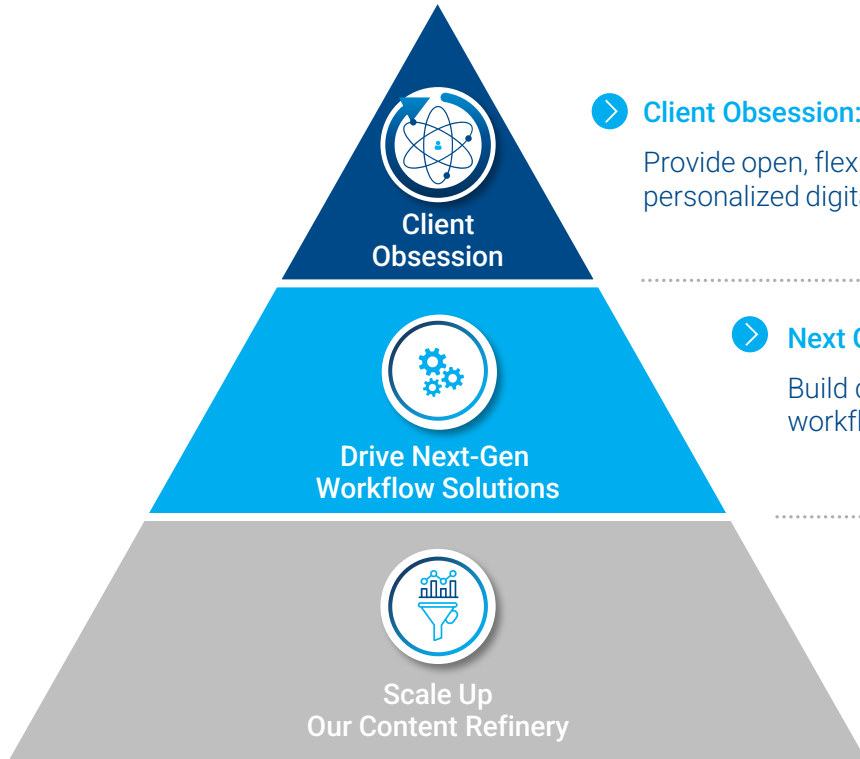 Client
Obsession
Client Obsession:
Provide open, flex
personalized digit
Drive Next-Gen
Workflow Solutions
Next
Build
workfl
Scale Up
Our Content Refinery